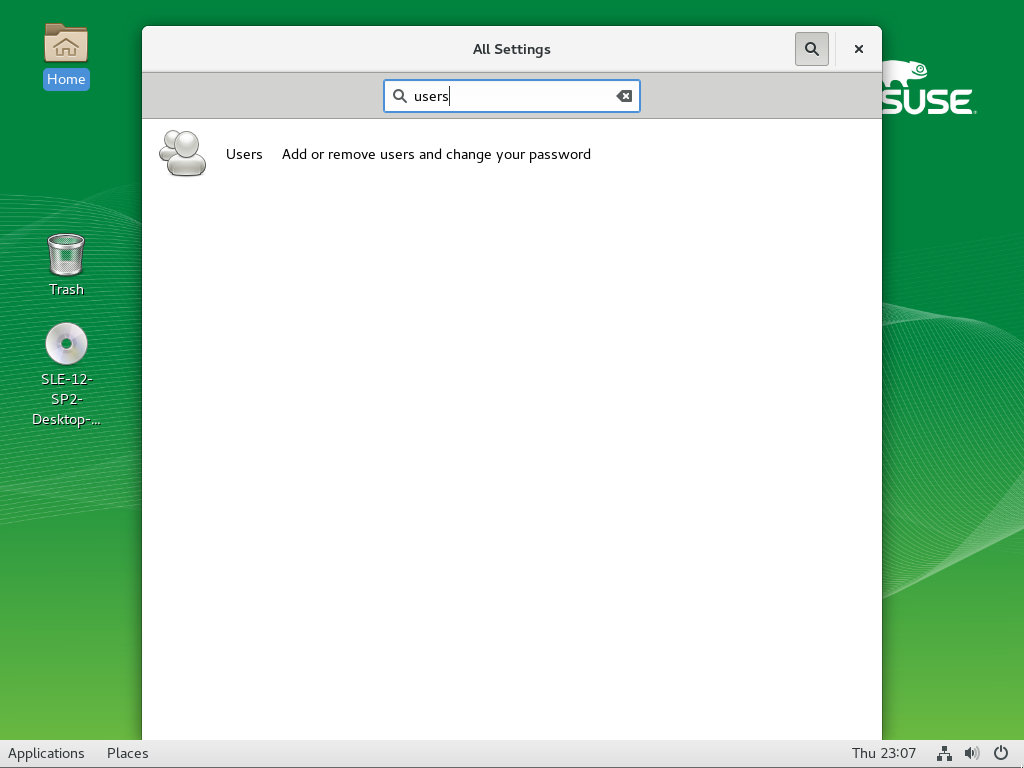 Home
All Settings
SUSE
users
Users Add or remove users and change your password
Trash
SLE-12-
SP2-
Desktop-...
Applications Places Thu 23:07